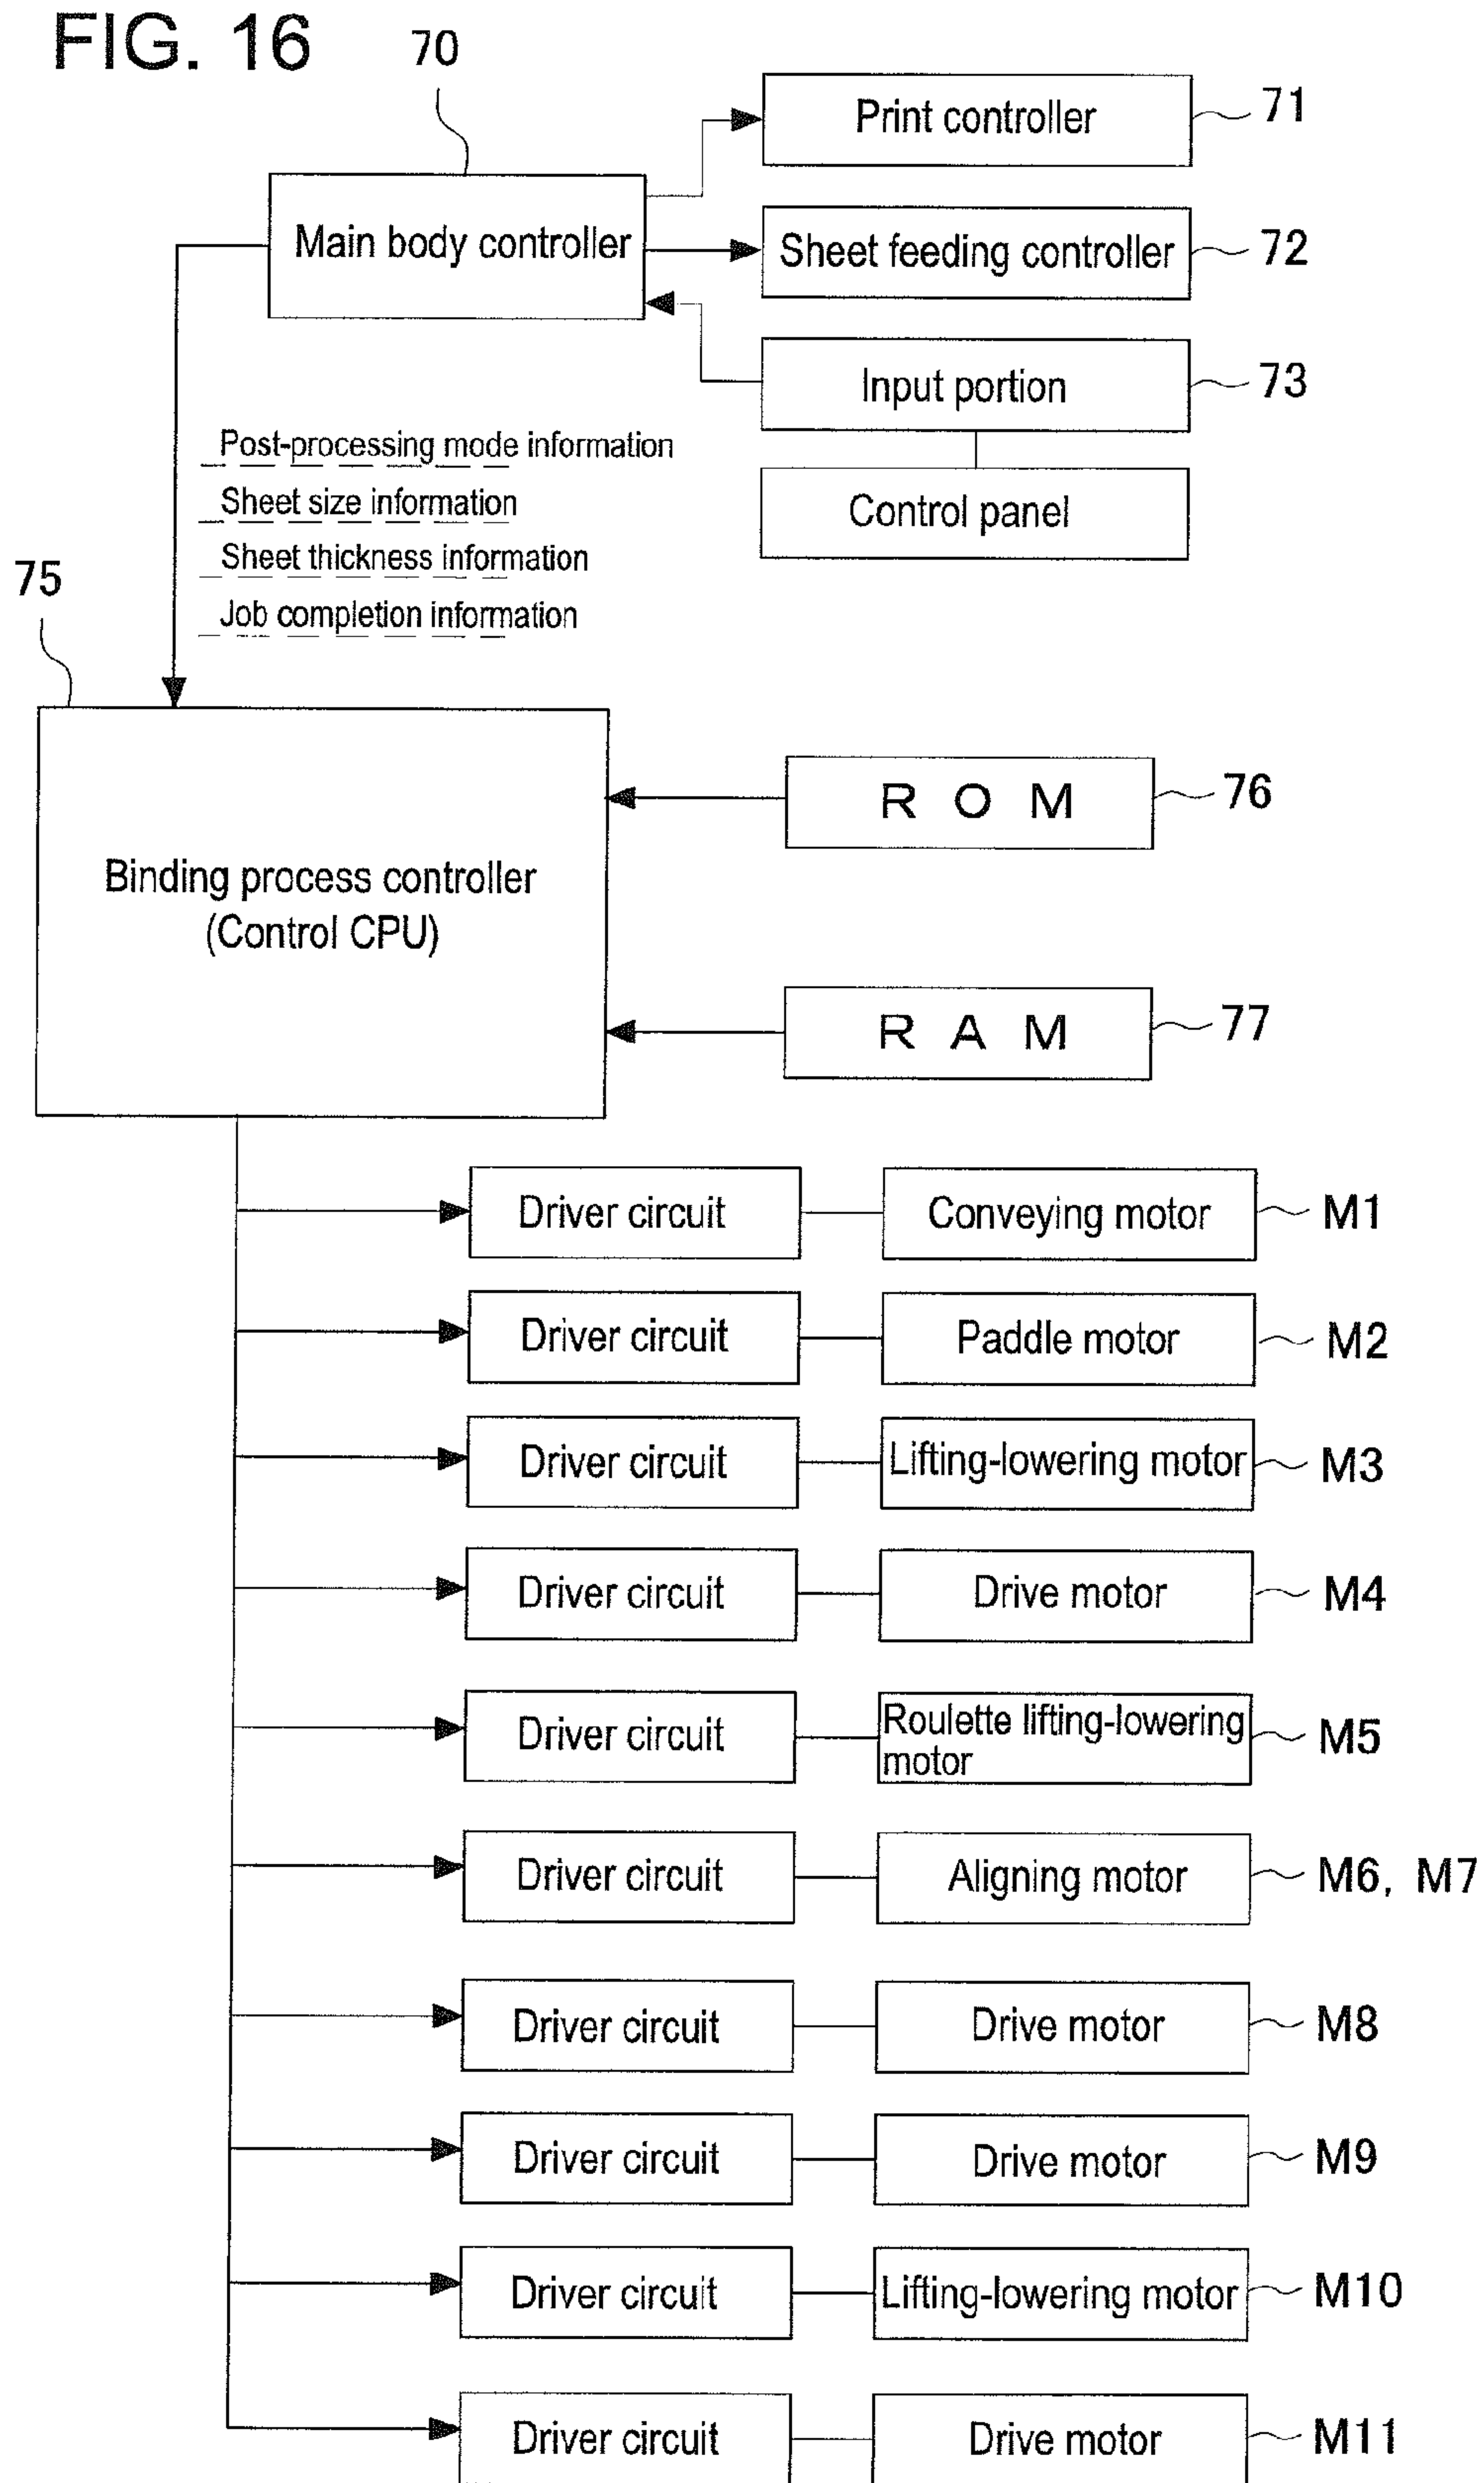 FIG. 16
70
Print controller
71
Main body controller
Sheet feeding controller
72
Input portion
73
Control panel
Post-processing mode information
Sheet size information
Sheet thickness information
Job completion information
75
Binding process controller
(Control CPU)
R O M
76
R A M
77
Driver circuit
Conveying motor
M1
Driver circuit
Paddle motor
M2
Driver circuit
Lifting-lowering motor
M3
Driver circuit
Drive motor
M4
Driver circuit
Roulette lifting-lowering
motor
M5
Driver circuit
Aligning motor
M6, M7
Driver circuit
Drive motor
M8
Driver circuit
Drive motor
M9
Driver circuit
Lifting-lowering motor
M10
Driver circuit
Drive motor
M11